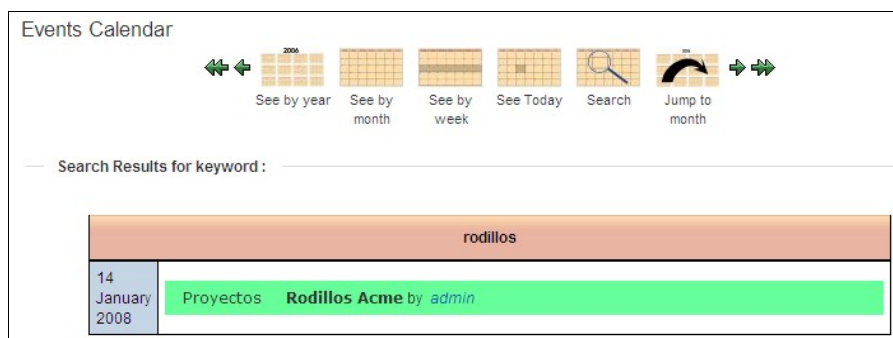 Events Calendar
2006
See by year
See by
month
See by
week
See Today
Search
Jump to
month
Search Results for keyword :
rodillos
14
January
2008
Proyectos Rodillos Acme by admin